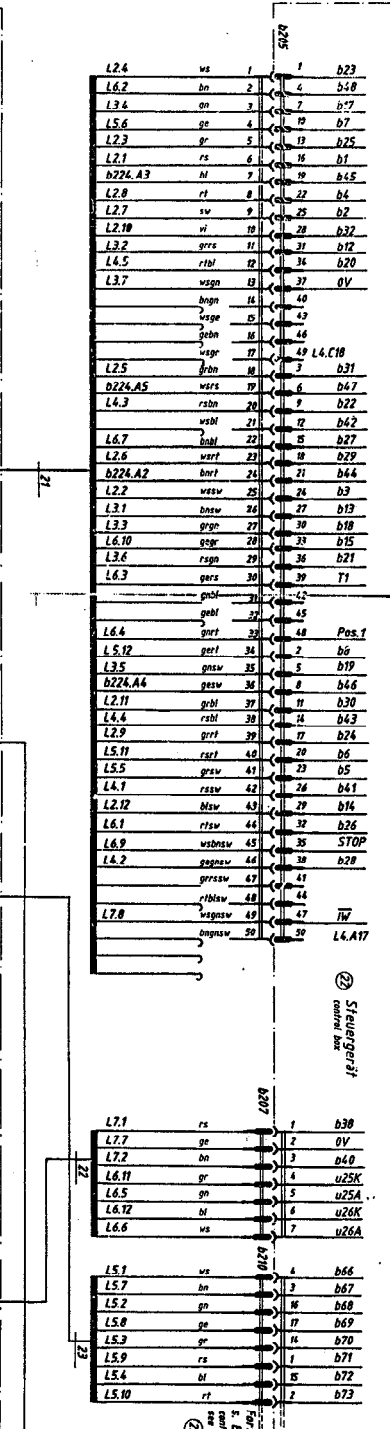 b205
L2.4 ws 1 1 b23
L6.2 bn 2 4 b48
L3.4 gn 3 7 b17
L5.6 ge 4 10 b7
L2.3 gr 5 13 b25
L2.1 rs 6 16 b1
b224.A3 bl 7 19 b45
L2.8 rt 8 22 b4
L2.7 sw 9 25 b2
L2.10 vi 10 28 b32
L3.2 grrs 11 31 b12
L4.5 rtbl 12 34 b20
L3.7 wsgn 13 37 0V
bngn 14 40
wsge 15 43
gebn 16 46
wsgr 17 49 L4.C18
L2.5 grbn 18 3 b31
b224.A5 wsrs 19 6 b47
L4.3 rsbn 20 9 b22
wsbl 21 12 b42
L6.7 bnbl 22 15 b27
L2.6 wsrt 23 18 b29
b224.A2 bnrt 24 21 b44
L2.2 wssw 25 24 b3
L3.1 bnsw 26 27 b13
L3.3 grgn 27 30 b18
L6.10 gegr 28 33 b15
L3.6 rsgn 29 36 b21
L6.3 gers 30 39 T1
gnbl 31 42
gebl 32 45
L6.4 gnrt 33 48 Pos.1
L5.12 gert 34 2
L3.5 gnsw 35 5 b19
b224.A4 gesw 36 8 b46
L2.11 grbl 37 11 b30
L4.4 rsbl 38 14 b43
L2.9 grrt 39 17 b24
L5.11 rsrt 40 20 b6
L5.5 grsw 41 23 b5
L4.1 rssw 42 26 b41
L2.12 blsw 43 29 b14
L6.1 rtsw 44 32 b26
L6.9 wsbnsw 45 35 STOP
L4.2 gegnsw 46 38 b28
grrssw 47 41
rtblsw 48 44
L7.8 wsgnsw 49 47 IW
bngnsw 50 50 L4.A17
21
22 Steuergerät
control box
b207
L7.1 rs 1 b38
L7.7 ge 2 0V
L7.2 bn 3 b40
L6.11 gr 4 u25K
L6.5 gn 5 u25A
L6.12 bl 6 u26K
L6.6 ws 7 u26A
22
b210
L5.1 ws 4 b66
L5.7 bn 3 b67
L5.2 gn 16 b68
L5.8 ge 17 b69
L5.3 gr 14 b70
L5.9 rs 1 b71
L5.4 bl 15 b72
L5.10 rt 2 b73
23
see